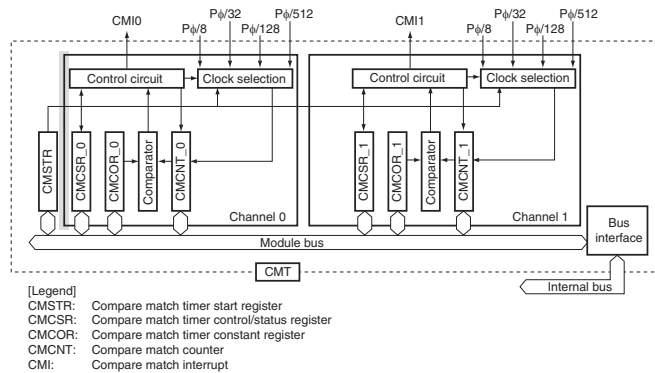 CMI0
Pϕ/8
Pϕ/32
Pϕ/128
Pϕ/512
CMI1
Pϕ/8
Pϕ/32
Pϕ/128
Pϕ/512
Control circuit
Clock selection
Control circuit
Clock selection
CMSTR
CMCSR_0
CMCOR_0
Comparator
CMCNT_0
CMCSR_1
CMCOR_1
Comparator
CMCNT_1
Channel 0
Channel 1
Module bus
Bus
interface
CMT
Internal bus
[Legend]
CMSTR: Compare match timer start register
CMCSR: Compare match timer control/status register
CMCOR: Compare match timer constant register
CMCNT: Compare match counter
CMI: Compare match interrupt